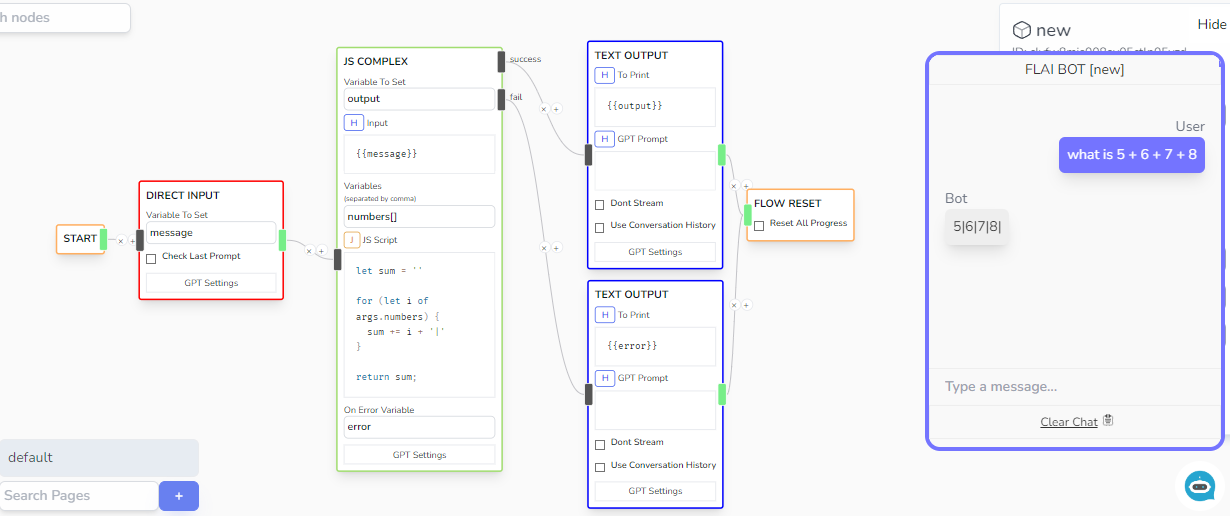 h nodes
START
DIRECT INPUT
Variable To Set
message
Check Last Prompt
GPT Settings
JS COMPLEX
success
fail
Variable To Set
output
H Input
{{message}}
Variables
(separated by comma)
numbers[]
J JS Script
let sum = ''
for (let i of
args.numbers) {
sum += i + '|'
}
return sum;
On Error Variable
error
GPT Settings
TEXT OUTPUT
H To Print
{{output}}
H GPT Prompt
Dont Stream
Use Conversation History
GPT Settings
TEXT OUTPUT
H To Print
{{error}}
H GPT Prompt
Dont Stream
Use Conversation History
GPT Settings
FLOW RESET
Reset All Progress
new
Hide
FLAI BOT [new]
User
what is 5 + 6 + 7 + 8
Bot
5|6|7|8|
Type a message...
Clear Chat
default
Search Pages
+